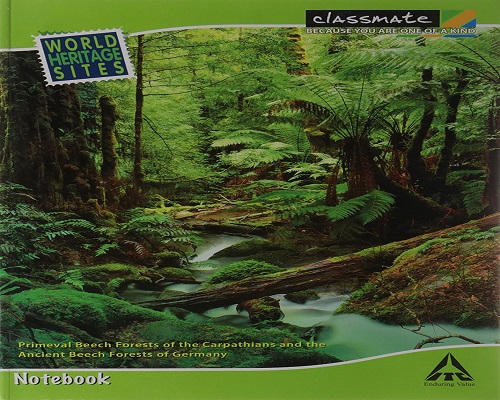 classmate
BECAUSE YOU ARE ONE OF A KIND
WORLD
HERITAGE
SITES
Primeval Beech Forests of the Carpathians and the
Ancient Beech Forests of Germany
Notebook
Enduring Value